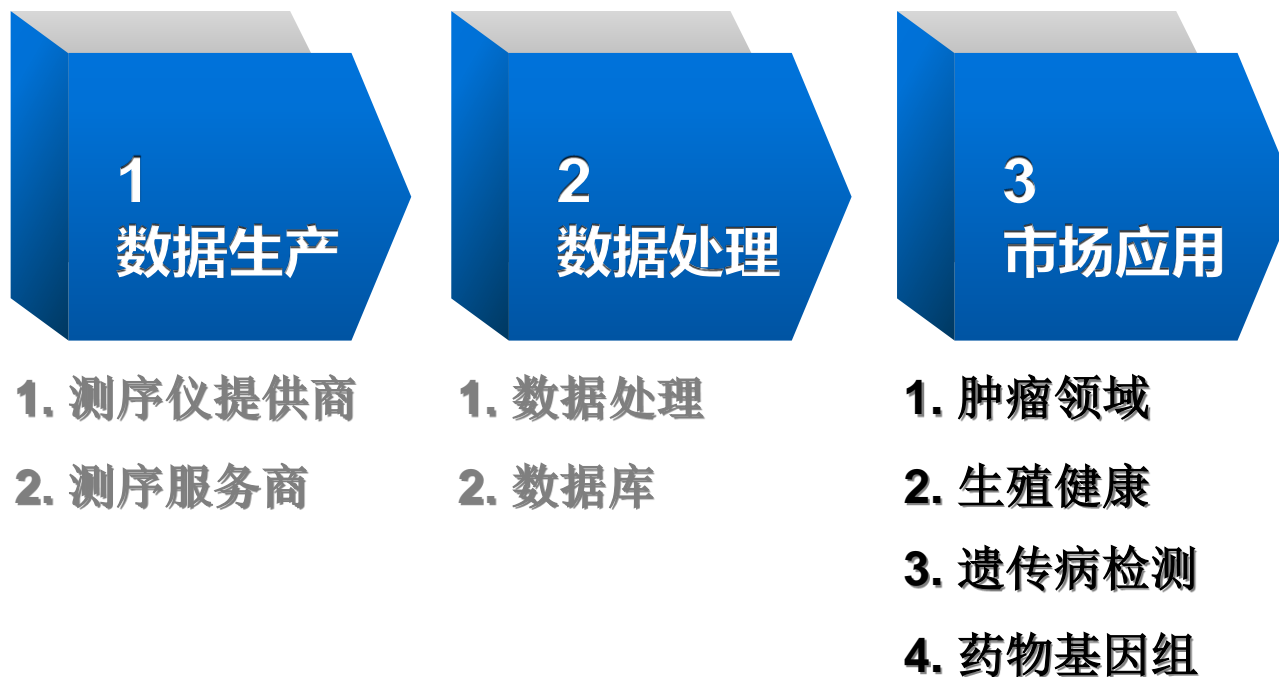 1
数据生产
2
数据处理
3
市场应用
1. 测序仪提供商
2. 测序服务商
1. 数据处理
2. 数据库
1. 肿瘤领域
2. 生殖健康
3. 遗传病检测
4. 药物基因组